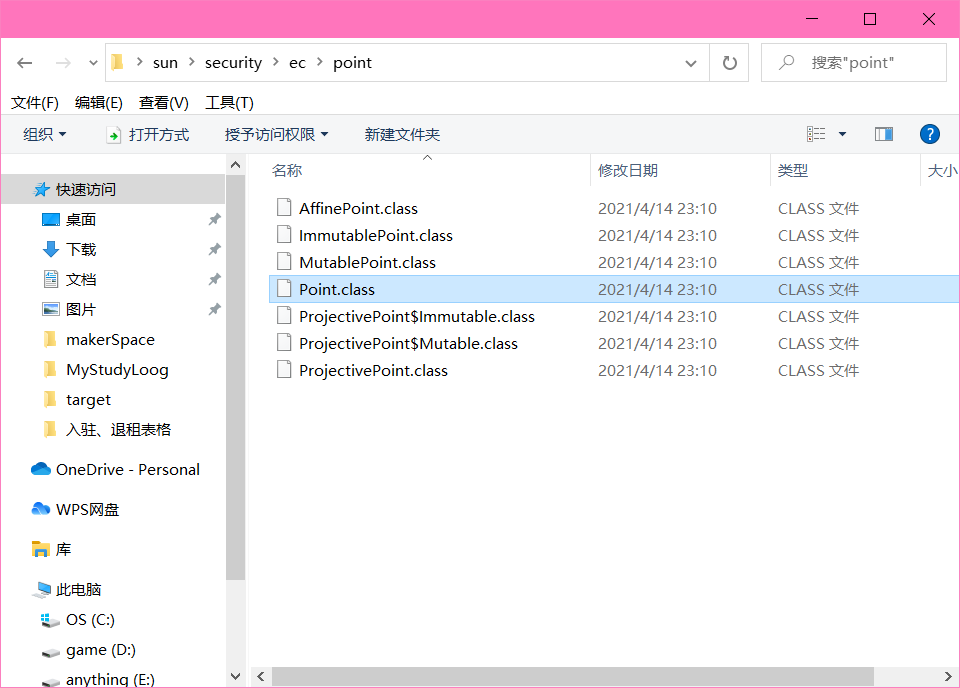 sun security ec point
搜索"point"
文件(F) 编辑(E) 查看(V) 工具(T)
组织 打开方式 授予访问权限 新建文件夹 ?
名称 修改日期 类型 大小
快速访问
桌面
下载
文档
图片
makerSpace
MyStudyLoog
target
入驻、退租表格
OneDrive - Personal
WPS网盘
库
此电脑
OS (C:)
game (D:)
anything (E:)
AffinePoint.class 2021/4/14 23:10 CLASS 文件
ImmutablePoint.class 2021/4/14 23:10 CLASS 文件
MutablePoint.class 2021/4/14 23:10 CLASS 文件
Point.class 2021/4/14 23:10 CLASS 文件
ProjectivePoint$Immutable.class 2021/4/14 23:10 CLASS 文件
ProjectivePoint$Mutable.class 2021/4/14 23:10 CLASS 文件
ProjectivePoint.class 2021/4/14 23:10 CLASS 文件